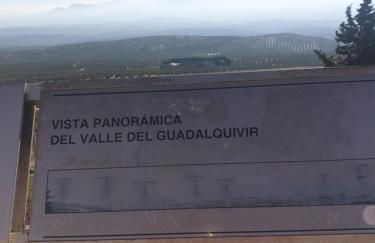 VISTA PANORÁMICA
DEL VALLE DEL GUADALQUIVIR